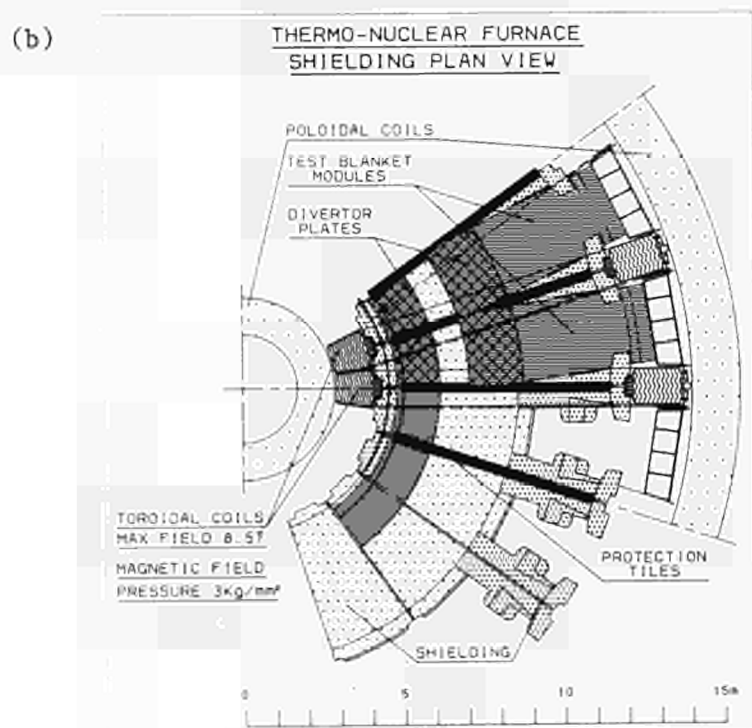 (b)
THERMO-NUCLEAR FURNACE
SHIELDING PLAN VIEW
POLOIDAL COILS
TEST BLANKET
MODULES
DIVERTOR
PLATES
TOROIDAL COILS
MAX FIELD 8.5T
MAGNETIC FIELD
PRESSURE 3Kg/mm²
PROTECTION
TILES
SHIELDING
0 5 10 15m